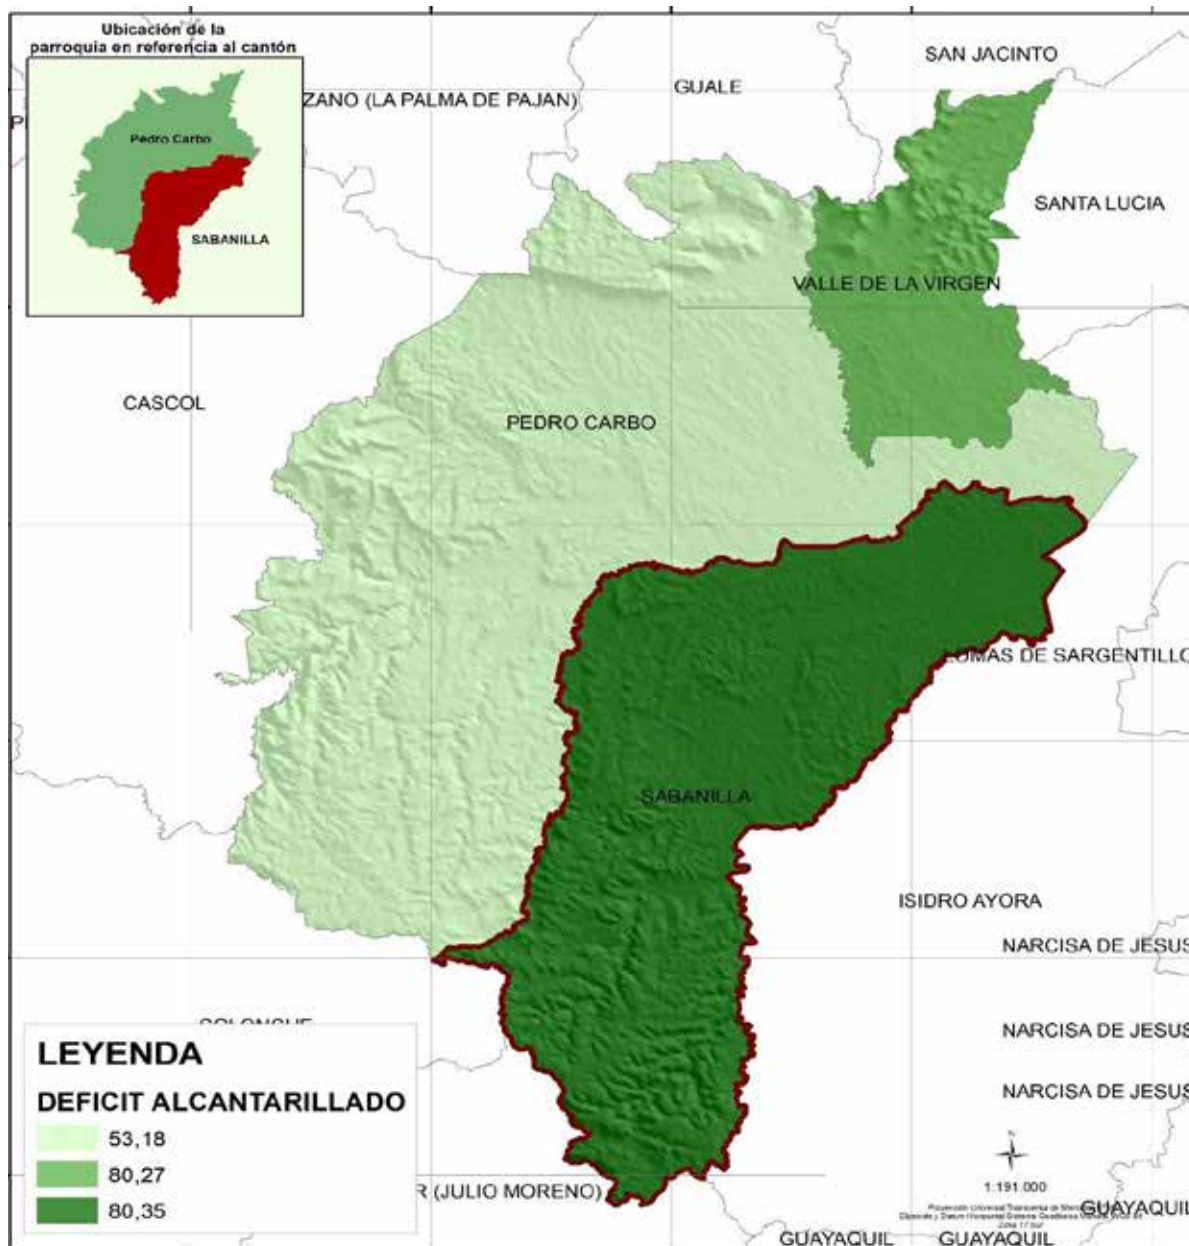 Ubicación de la
parroquia en referencia al cantón
Pedro Carbo
SABANILLA
SAN JACINTO
GUALE
ZANO (LA PALMA DE PAJAN)
P
SANTA LUCIA
VALLE DE LA VIRGEN
CASCOL
PEDRO CARBO
LOMAS DE SARGENTILLO
SABANILLA
ISIDRO AYORA
NARCISA DE JESUS
NARCISA DE JESUS
NARCISA DE JESUS
LEYENDA
DEFICIT ALCANTARILLADO
53,18
80,27
80,35
R (JULIO MORENO)
1:191.000
GUAYAQUIL
GUAYAQUIL
GUAYAQUIL